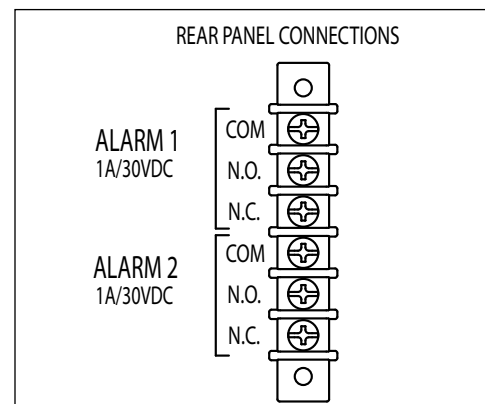 REAR PANEL CONNECTIONS
ALARM 1
1A/30VDC
COM
N.O.
N.C.
ALARM 2
1A/30VDC
COM
N.O.
N.C.